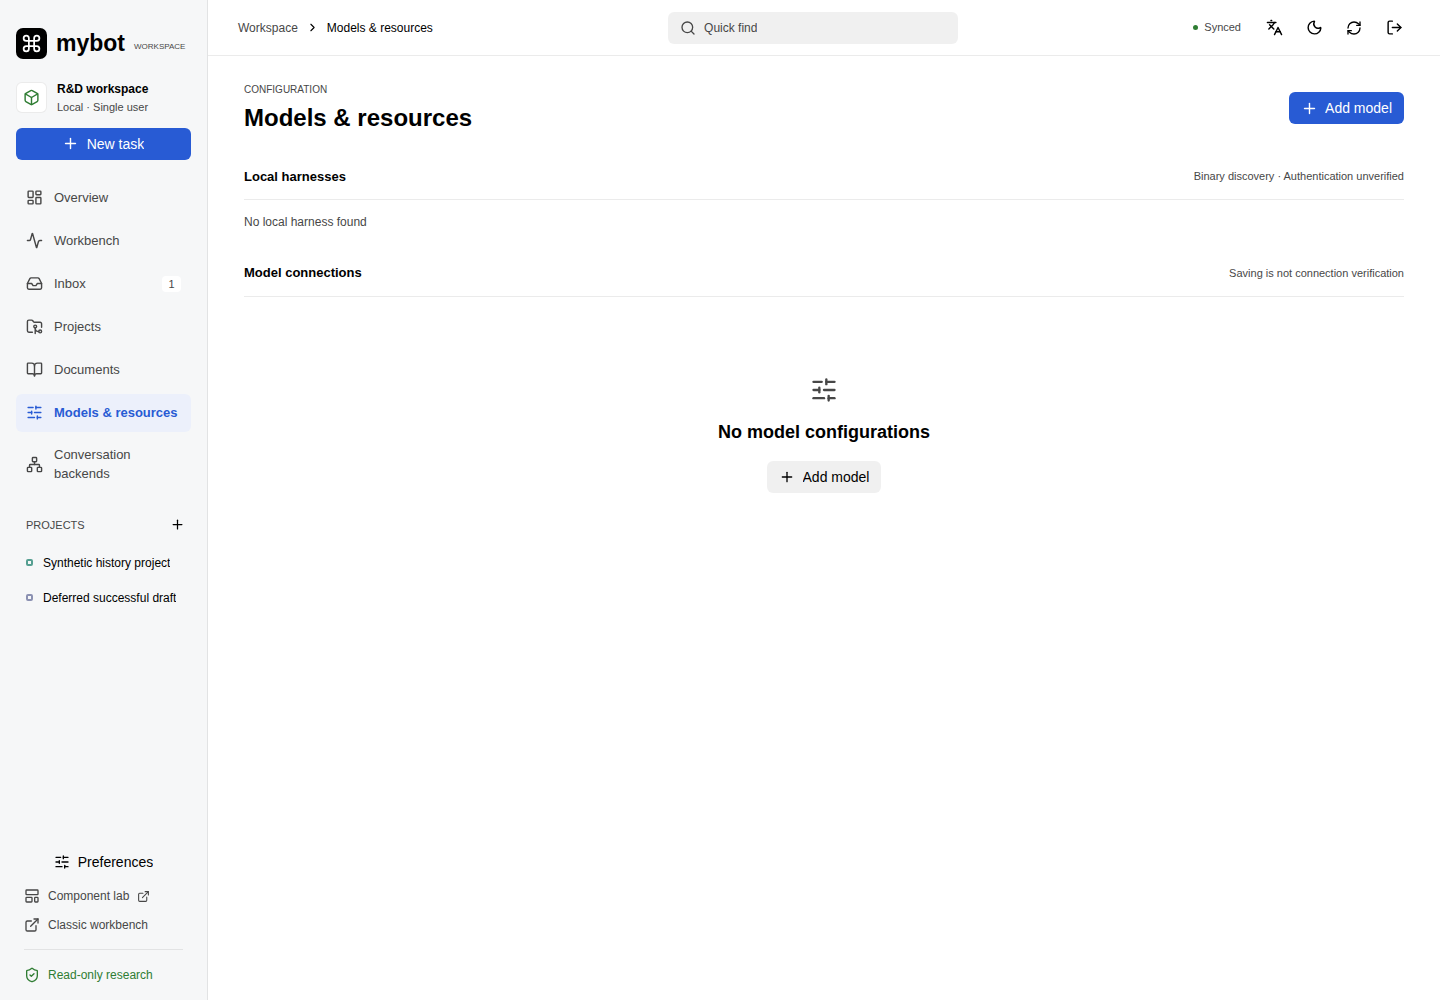 mybot WORKSPACE
R&D workspace
Local · Single user
New task
Overview
Workbench
Inbox 1
Projects
Documents
Models & resources
Conversation
backends
PROJECTS
Synthetic history project
Deferred successful draft
Preferences
Component lab
Classic workbench
Read-only research
Workspace Models & resources
Quick find
Synced
CONFIGURATION
Models & resources
Add model
Local harnesses
Binary discovery · Authentication unverified
No local harness found
Model connections
Saving is not connection verification
No model configurations
Add model